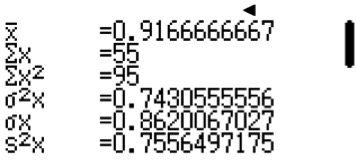 x̄ =0.9166666667
Σx =55
Σx² =95
σ²x =0.7430555556
σx =0.8620067027
s²x =0.7556497175